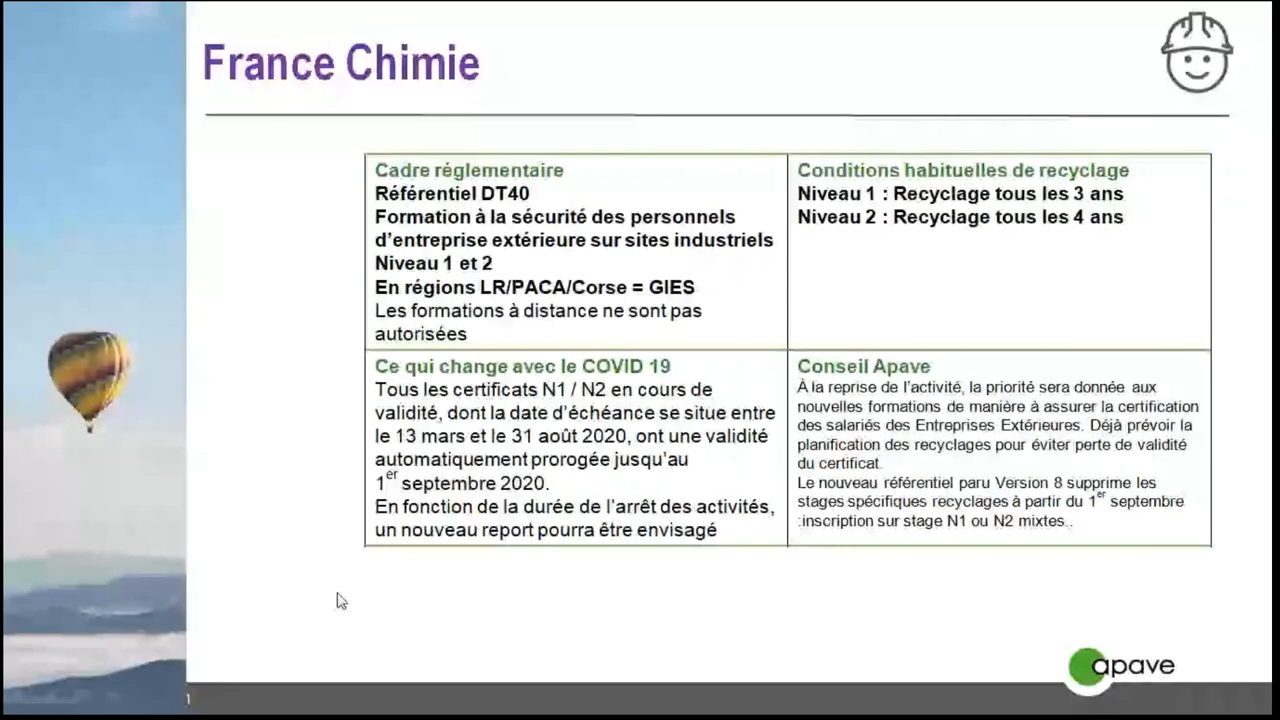 France Chimie
Cadre réglementaire
Référentiel DT40
Formation à la sécurité des personnels
d'entreprise extérieure sur sites industriels
Niveau 1 et 2
En régions LR/PACA/Corse = GIES
Les formations à distance ne sont pas
autorisées
Conditions habituelles de recyclage
Niveau 1 : Recyclage tous les 3 ans
Niveau 2 : Recyclage tous les 4 ans
Ce qui change avec le COVID 19
Tous les certificats N1 / N2 en cours de
validité, dont la date d'échéance se situe entre
le 13 mars et le 31 août 2020, ont une validité
automatiquement prorogée jusqu'au
1er septembre 2020.
En fonction de la durée de l'arrêt des activités,
un nouveau report pourra être envisagé
Conseil Apave
À la reprise de l'activité, la priorité sera donnée aux
nouvelles formations de manière à assurer la certification
des salariés des Entreprises Extérieures. Déjà prévoir la
planification des recyclages pour éviter perte de validité
du certificat.
Le nouveau référentiel paru Version 8 supprime les
stages spécifiques recyclages à partir du 1er septembre
:inscription sur stage N1 ou N2 mixtes..
apave
1